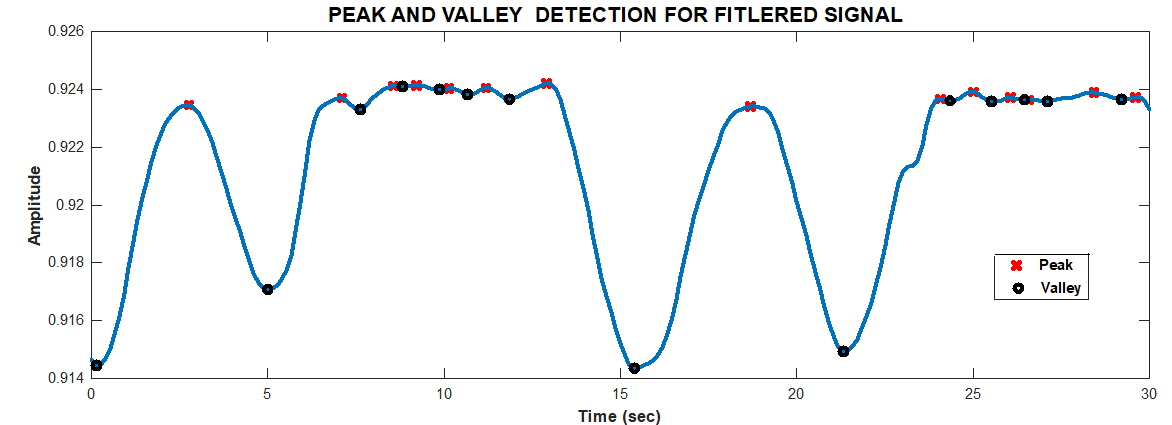 PEAK AND VALLEY DETECTION FOR FITLERED SIGNAL
0.926
0.924
0.922
0.92
0.918
0.916
0.914
Amplitude
0 5 10 15 20 25 30
Time (sec)
Peak
Valley